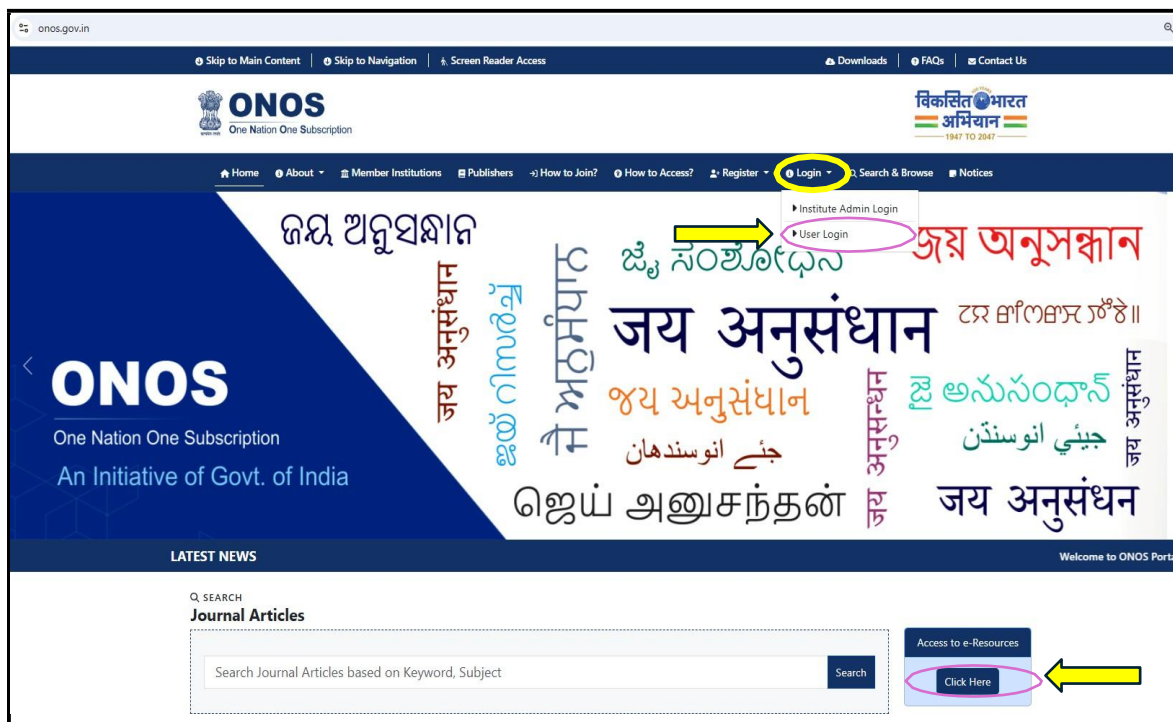 onos.gov.in
Skip to Main Content | Skip to Navigation | Screen Reader Access
Downloads | FAQs | Contact Us
ONOS
One Nation One Subscription
विकसित भारत
अभियान
1947 TO 2047
Home About Member Institutions Publishers How to Join? How to Access? Register Login Search & Browse Notices
Institute Admin Login
User Login
ଜୟ ଅନୁସନ୍ଧାନ
জয় অনুসন্ধান
ಜೈ ಸಂಶೋಧನ
जय अनुसंधान
जय अनुसंधान
જય અનુસંધાન
జై అనుసంధాన్
جيئي انوسنڌن
جئے انوسندھان
जय अनुसन्धन
जय अनुसंधान
ஜெய் அனுசந்தன்
जय
जय अनुसंधन
ONOS
One Nation One Subscription
An Initiative of Govt. of India
LATEST NEWS
Welcome to ONOS Porta
SEARCH
Journal Articles
Search Journal Articles based on Keyword, Subject
Search
Access to e-Resources
Click Here